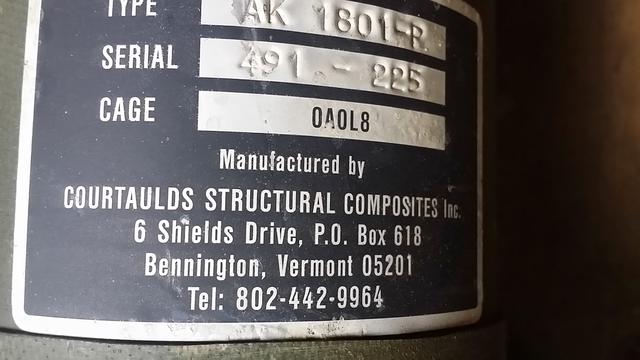 TYPE AK 1801-R
SERIAL 491 - 225
CAGE 0A0L8
Manufactured by
COURTAULDS STRUCTURAL COMPOSITES Inc.
6 Shields Drive, P.O. Box 618
Bennington, Vermont 05201
Tel: 802-442-9964